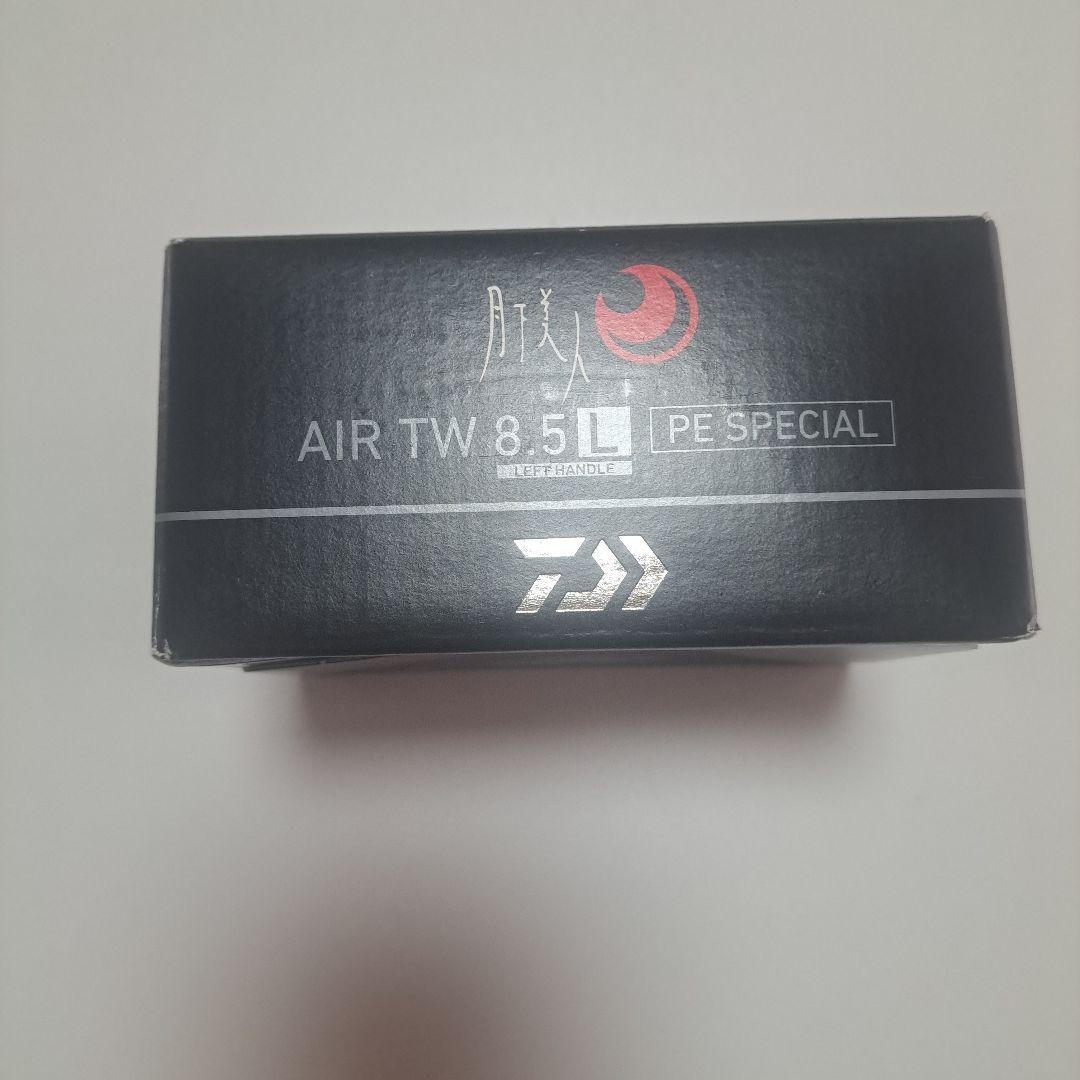 月下美人
AIR TW 8.5 L PE SPECIAL
LEFT HANDLE